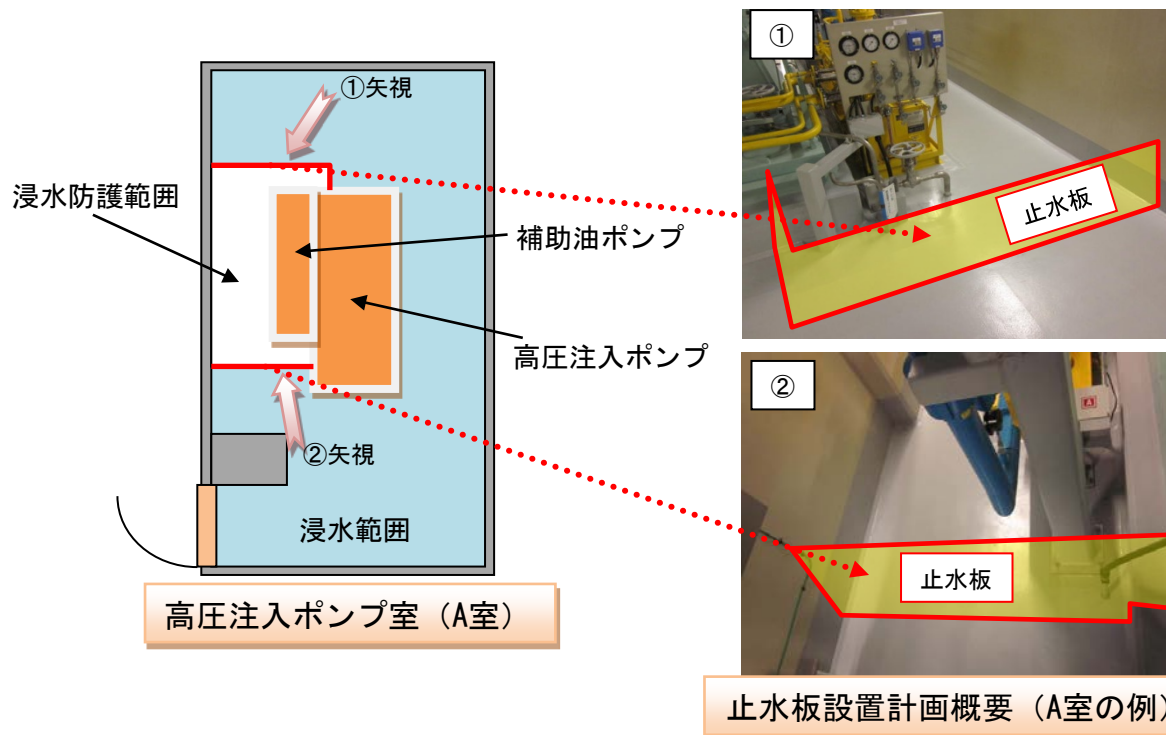 ①矢視
浸水防護範囲
補助油ポンプ
高圧注入ポンプ
②矢視
浸水範囲
高圧注入ポンプ室（A室）
①
止水板
②
A
止水板
止水板設置計画概要（A室の例）